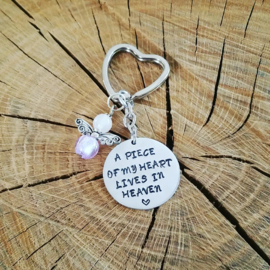 A PIECE
OF MY HEART
LIVES IN
HEAVEN